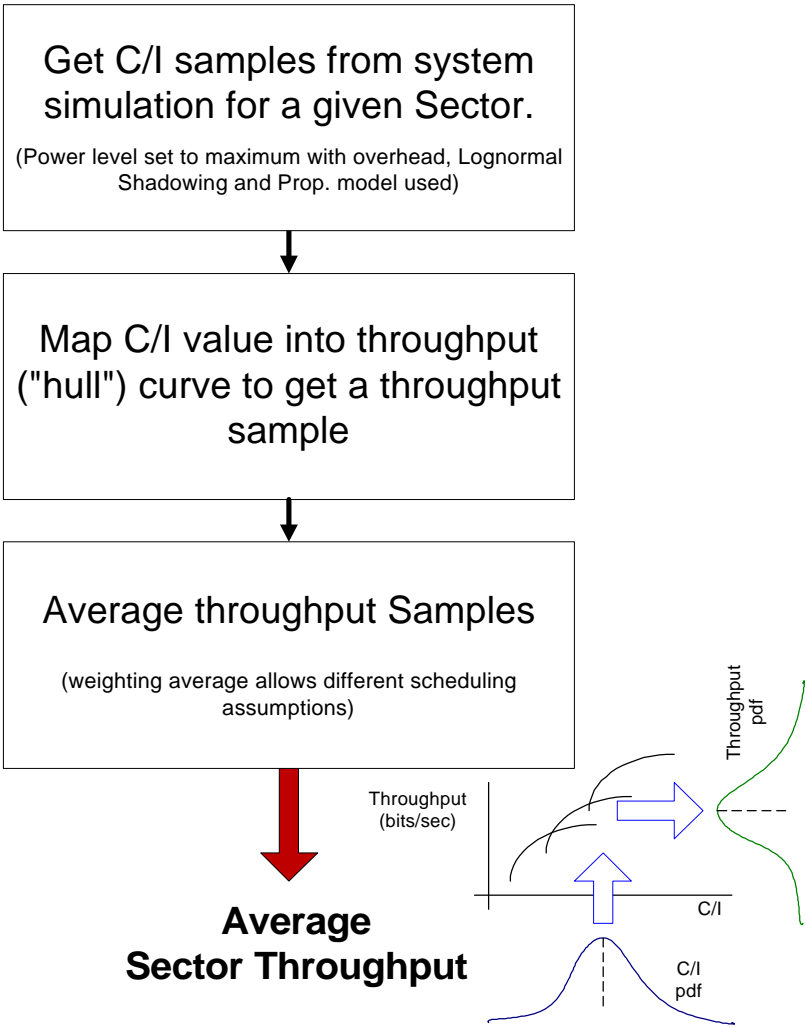 Get C/I samples from system
simulation for a given Sector.
(Power level set to maximum with overhead, Lognormal
Shadowing and Prop. model used)
Map C/I value into throughput
("hull") curve to get a throughput
sample
Average throughput Samples
(weighting average allows different scheduling
assumptions)
Average
Sector Throughput
Throughput
(bits/sec)
C/I
C/I
pdf
Throughput
pdf